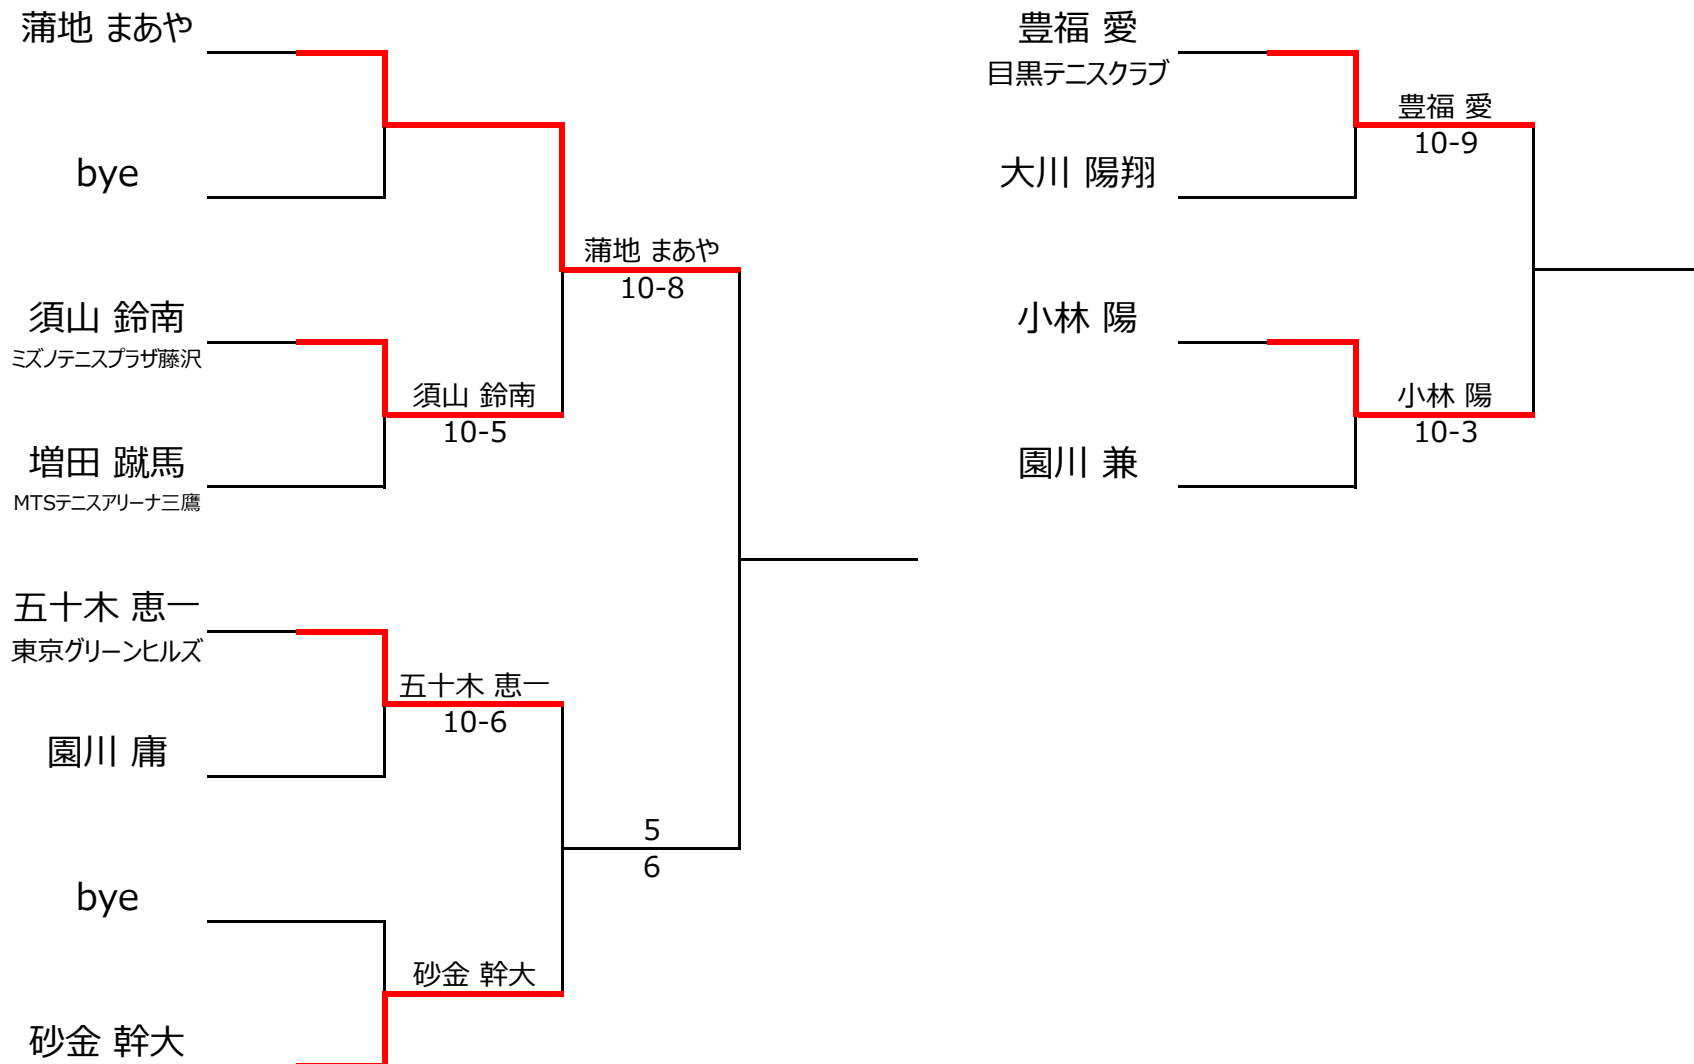 蒲地 まあや
bye
須山 鈴南
ミズノテニスプラザ藤沢
増田 蹴馬
MTSテニスアリーナ三鷹
五十木 恵一
東京グリーンヒルズ
園川 庸
bye
砂金 幹大
須山 鈴南
10-5
五十木 恵一
10-6
砂金 幹大
蒲地 まあや
10-8
5
6
豊福 愛
目黒テニスクラブ
大川 陽翔
小林 陽
園川 兼
豊福 愛
10-9
小林 陽
10-3